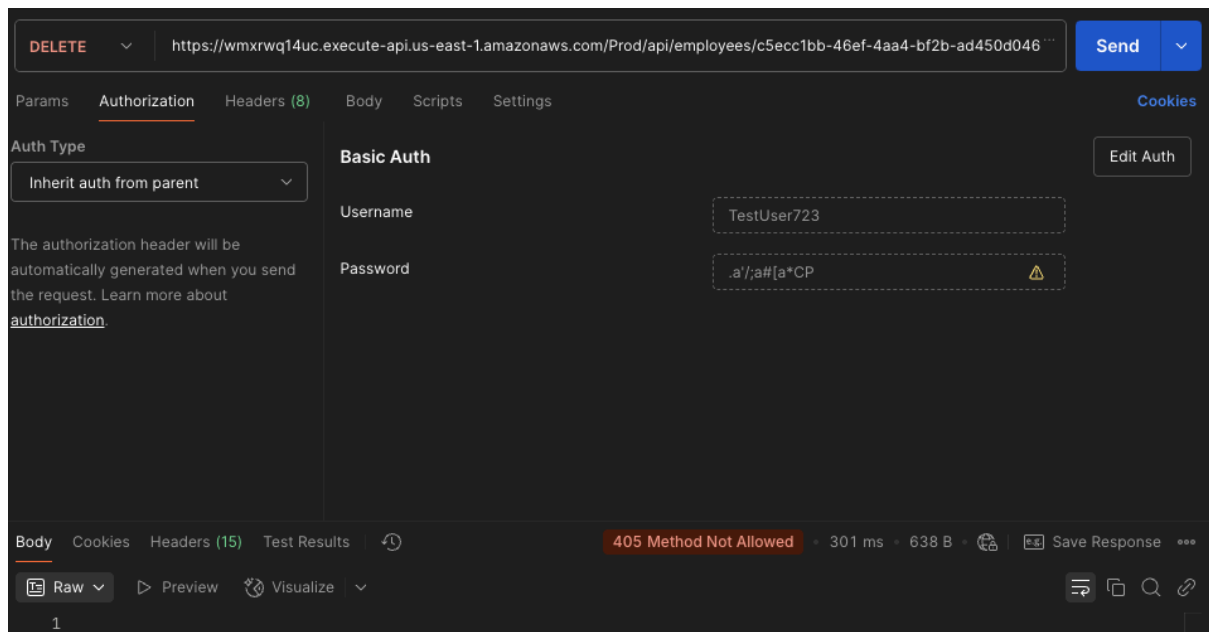 DELETE https://wmxrwq14uc.execute-api.us-east-1.amazonaws.com/Prod/api/employees/c5ecc1bb-46ef-4aa4-bf2b-ad450d046 ... Send
Params Authorization Headers (8) Body Scripts Settings Cookies
Auth Type
Inherit auth from parent
The authorization header will be
automatically generated when you send
the request. Learn more about
authorization.
Basic Auth Edit Auth
Username TestUser723
Password .a'/;a#[a*CP
Body Cookies Headers (15) Test Results 405 Method Not Allowed • 301 ms • 638 B • e.g. Save Response
Raw Preview Visualize
1